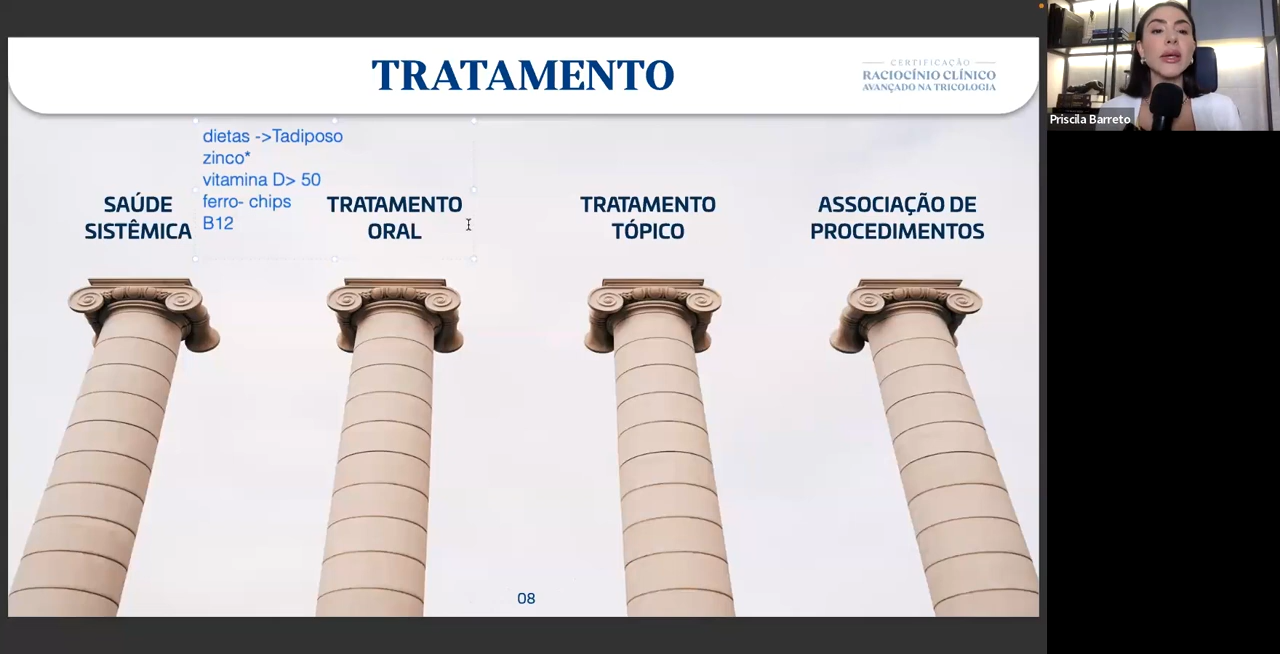 TRATAMENTO
CERTIFICAÇÃO
RACIOCÍNIO CLÍNICO
AVANÇADO NA TRICOLOGIA
Priscila Barreto
dietas ->Tadiposo
zinco*
vitamina D> 50
ferro- chips
B12
SAÚDE
SISTÊMICA
TRATAMENTO
ORAL
TRATAMENTO
TÓPICO
ASSOCIAÇÃO DE
PROCEDIMENTOS
08